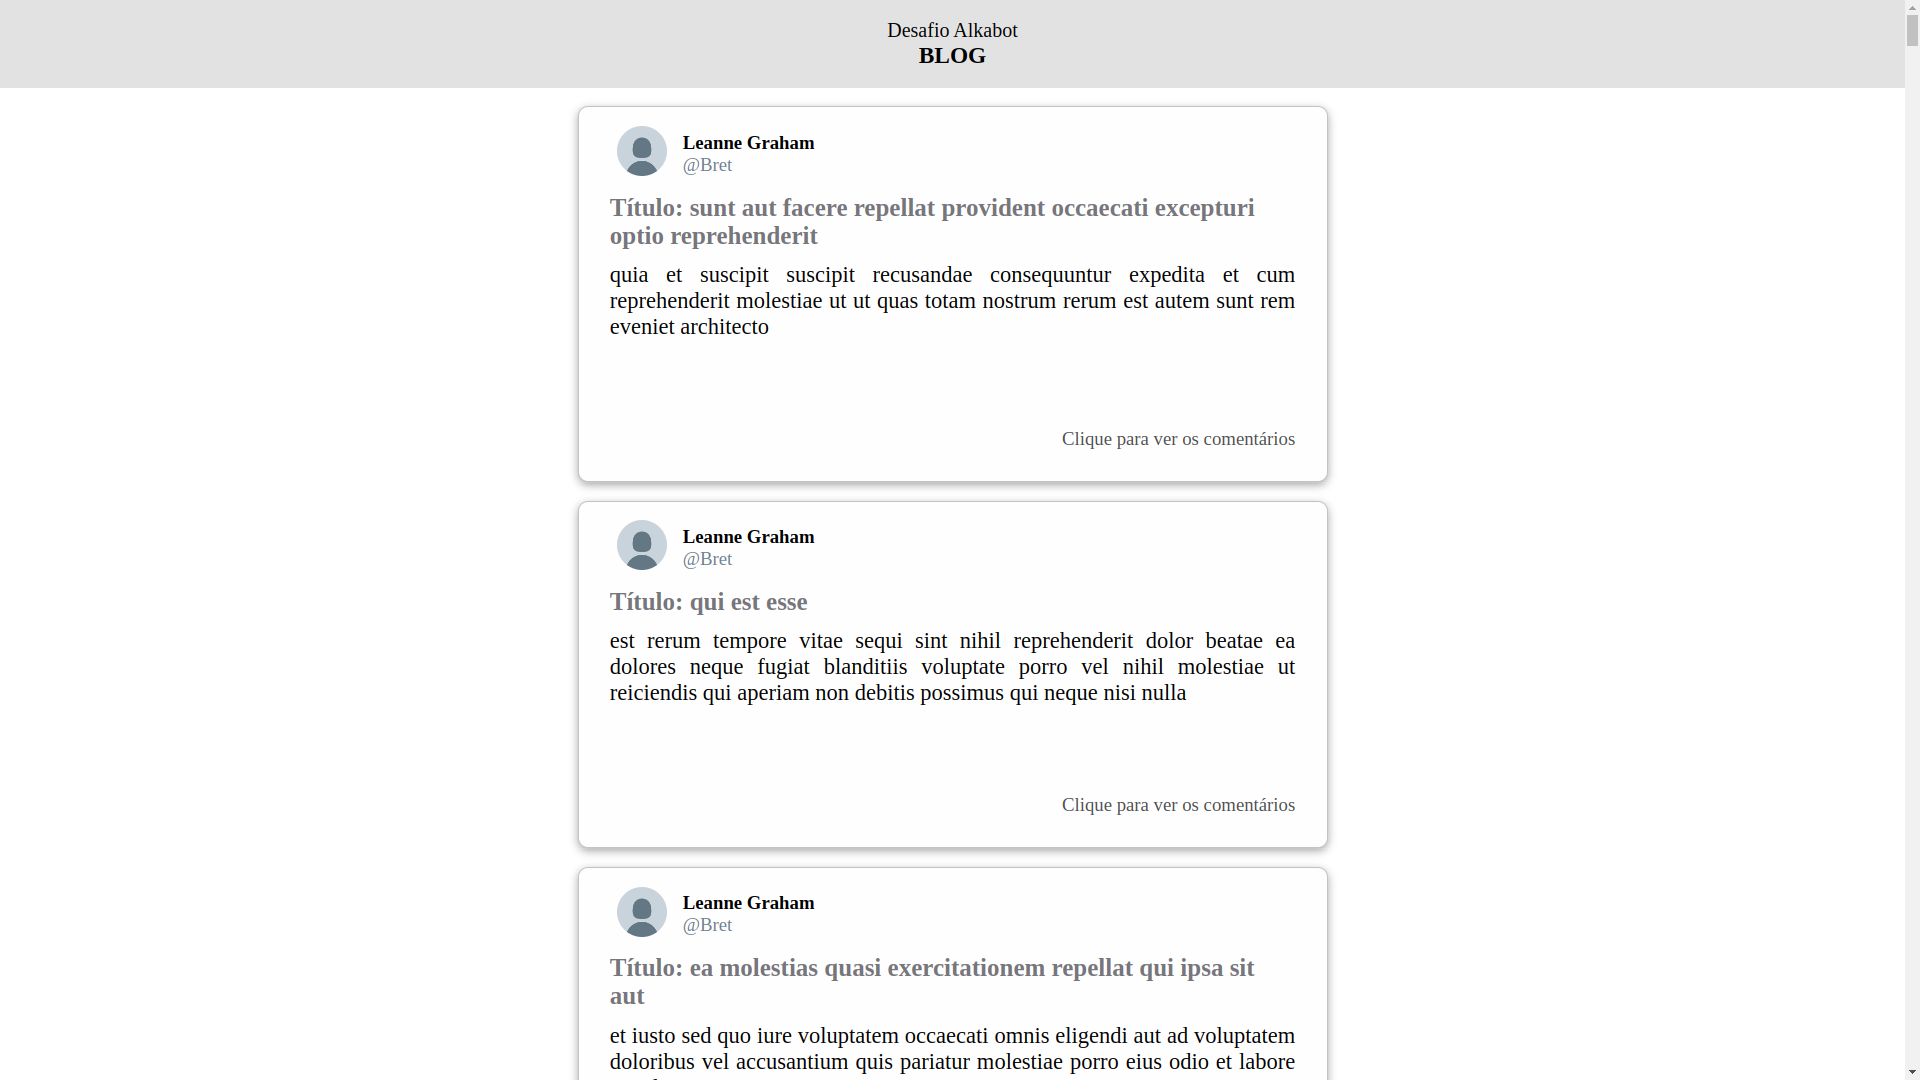 Desafio Alkabot
BLOG
Leanne Graham
@Bret
Título: sunt aut facere repellat provident occaecati excepturi
optio reprehenderit
quia et suscipit suscipit recusandae consequuntur expedita et cum
reprehenderit molestiae ut ut quas totam nostrum rerum est autem sunt rem
eveniet architecto
Clique para ver os comentários
Leanne Graham
@Bret
Título: qui est esse
est rerum tempore vitae sequi sint nihil reprehenderit dolor beatae ea
dolores neque fugiat blanditiis voluptate porro vel nihil molestiae ut
reiciendis qui aperiam non debitis possimus qui neque nisi nulla
Clique para ver os comentários
Leanne Graham
@Bret
Título: ea molestias quasi exercitationem repellat qui ipsa sit
aut
et iusto sed quo iure voluptatem occaecati omnis eligendi aut ad voluptatem
doloribus vel accusantium quis pariatur molestiae porro eius odio et labore